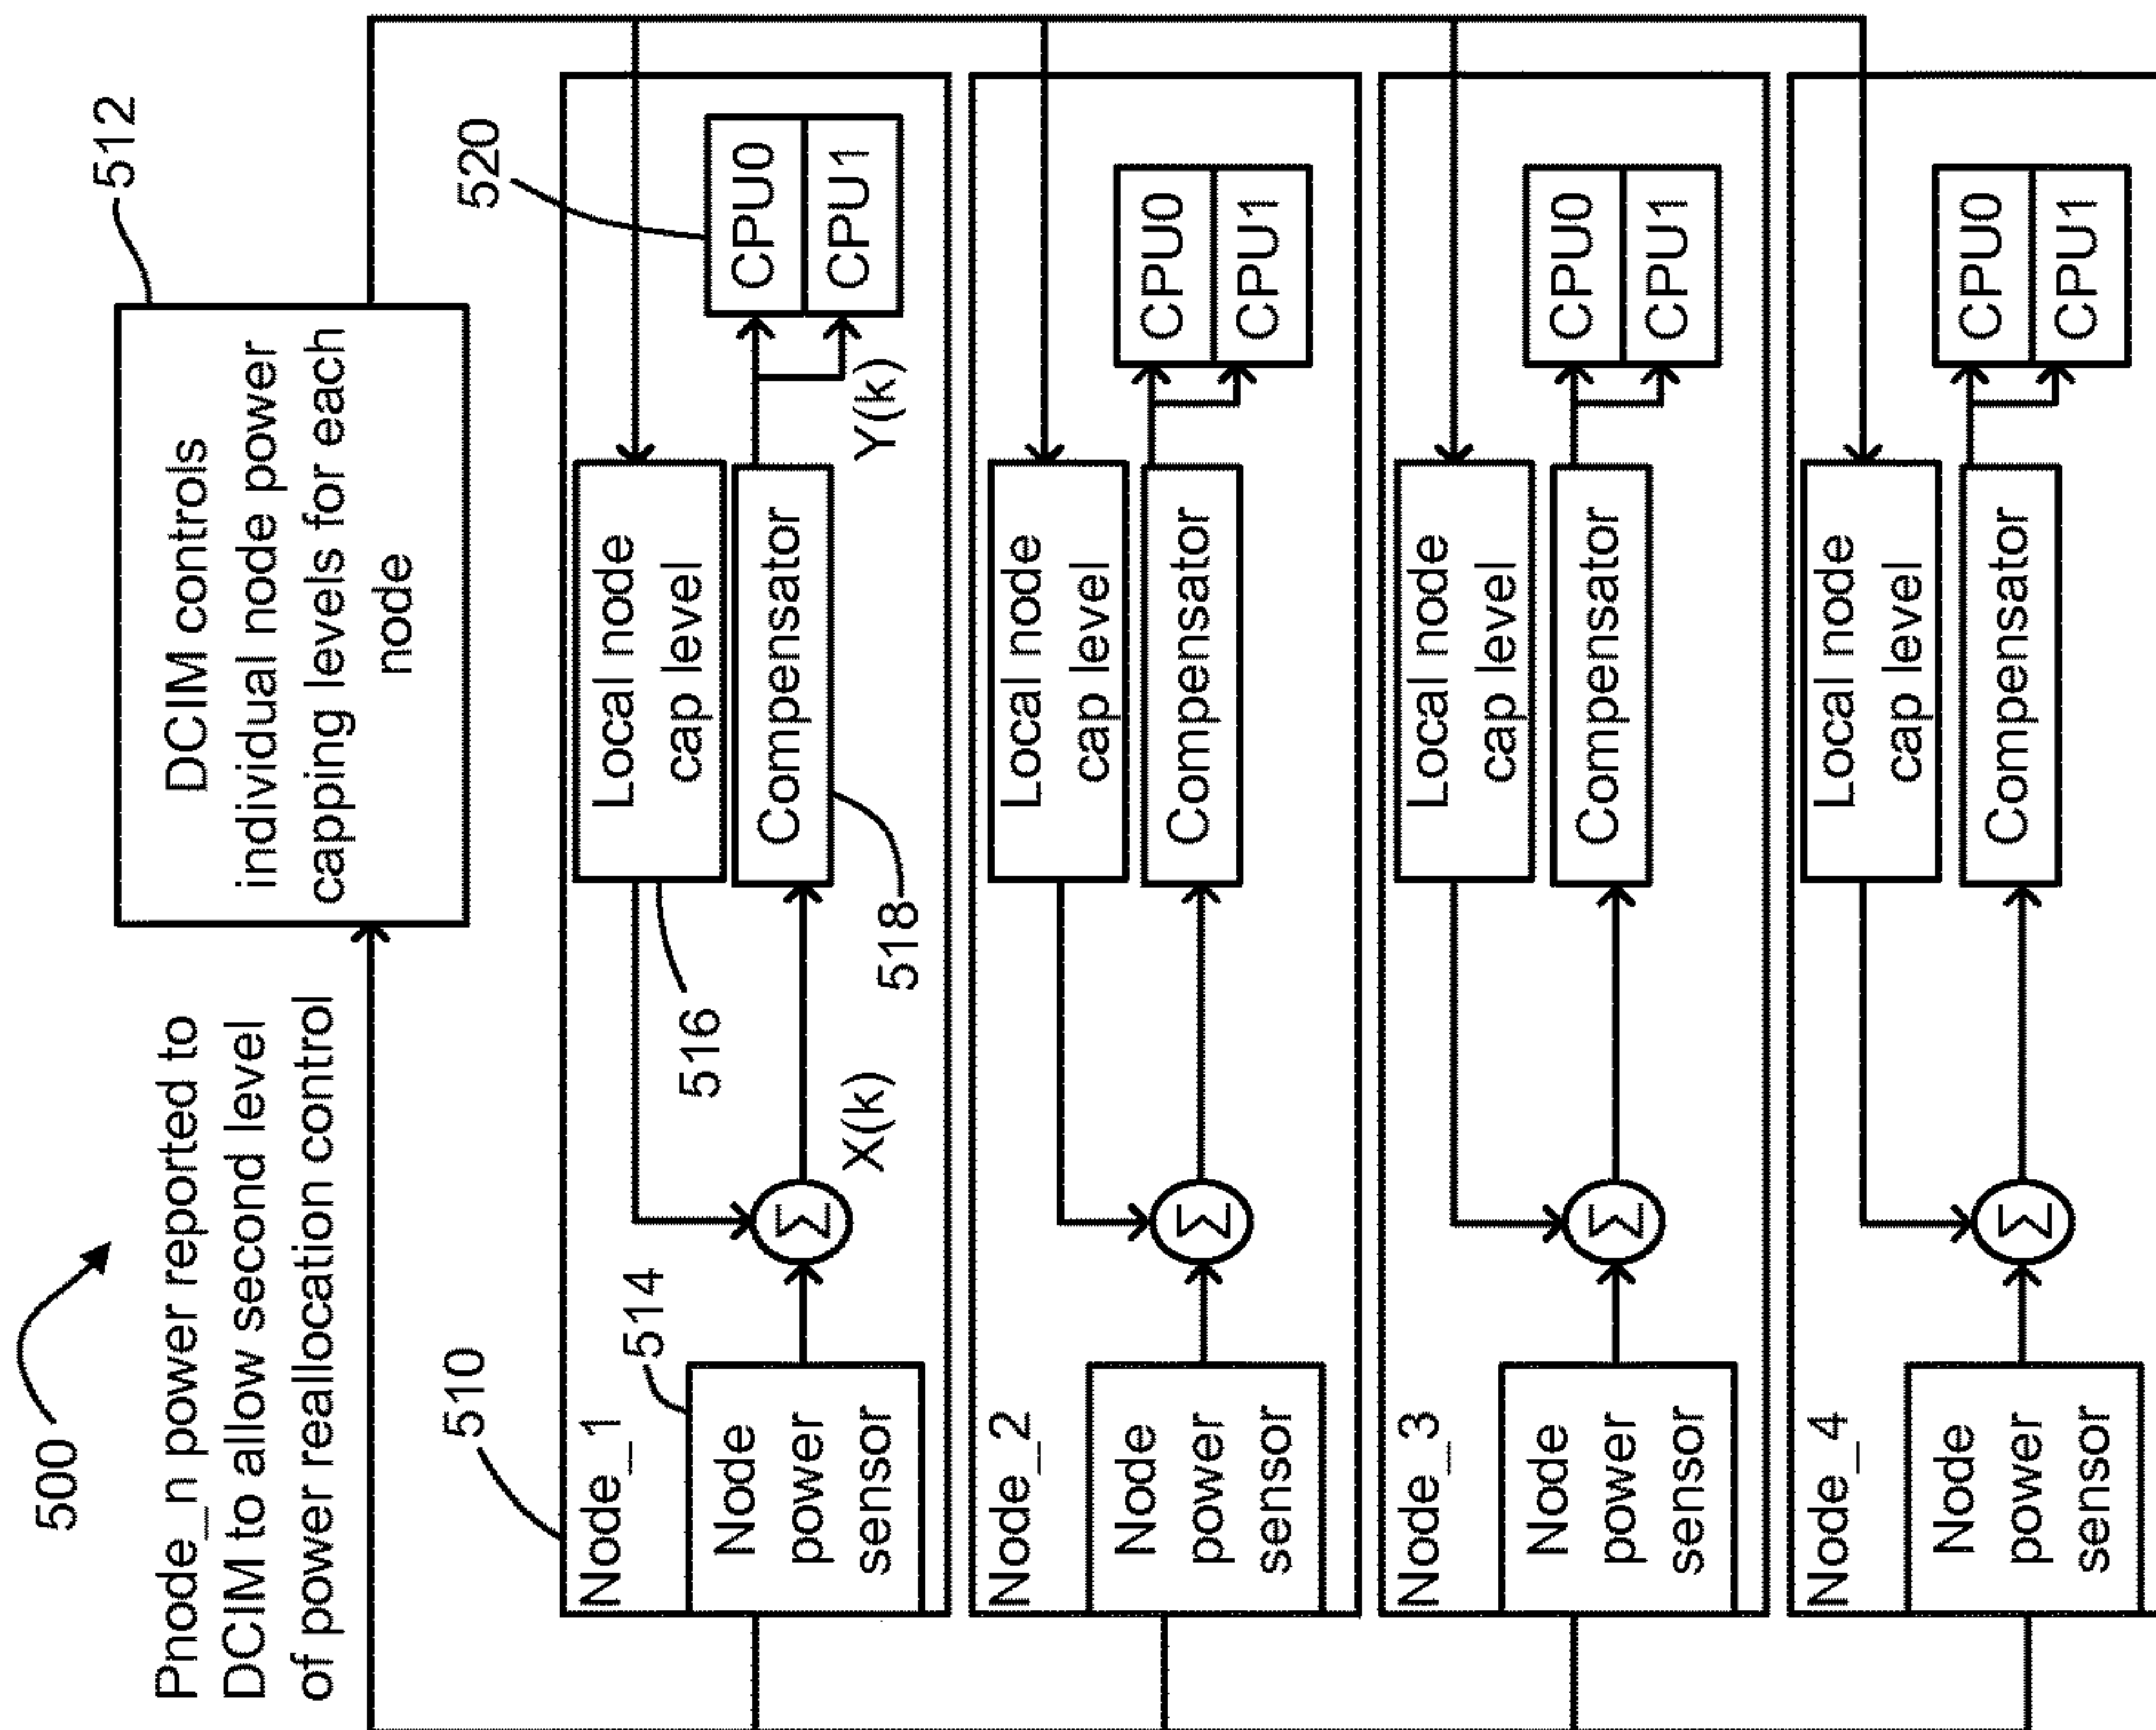 500
Pnode_n power reported to
DCIM to allow second level
of power reallocation control
DCIM controls
individual node power
capping levels for each
node
512
510
Node_1
514
Node
power
sensor
Σ
X(k)
516
Local node
cap level
518
Compensator
Y(k)
520
CPU0
CPU1
Node_2
Node
power
sensor
Σ
Local node
cap level
Compensator
CPU0
CPU1
Node_3
Node
power
sensor
Σ
Local node
cap level
Compensator
CPU0
CPU1
Node_4
Node
power
sensor
Σ
Local node
cap level
Compensator
CPU0
CPU1